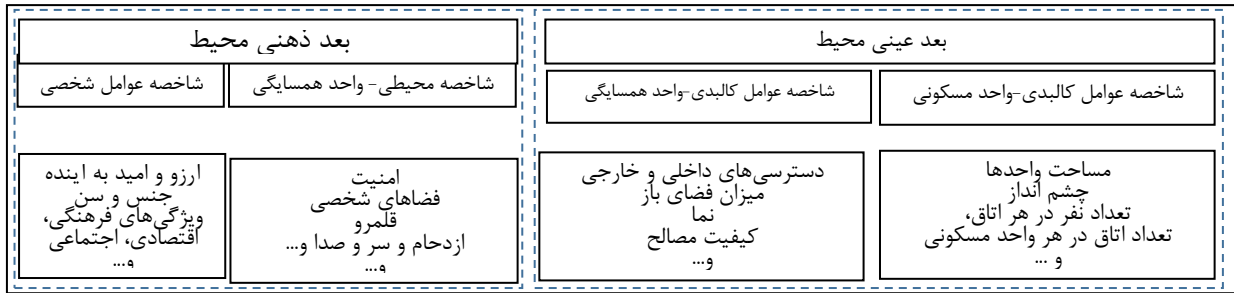 بعد عینی محیط
شاخصه عوامل کالبدی-واحد مسکونی
مساحت واحدها
چشم انداز
تعداد نفر در هر اتاق،
تعداد اتاق در هر واحد مسکونی
و ...
شاخصه عوامل کالبدی-واحد همسایگی
دسترسی‌های داخلی و خارجی
میزان فضای باز
نما
کیفیت مصالح
و...
بعد ذهنی محیط
شاخصه محیطی- واحد همسایگی
امنیت
فضاهای شخصی
قلمرو
ازدحام و سر و صدا و...
و...
شاخصه عوامل شخصی
ارزو و امید به اینده
جنس و سن
ویژگی‌های فرهنگی،
اقتصادی، اجتماعی
و...